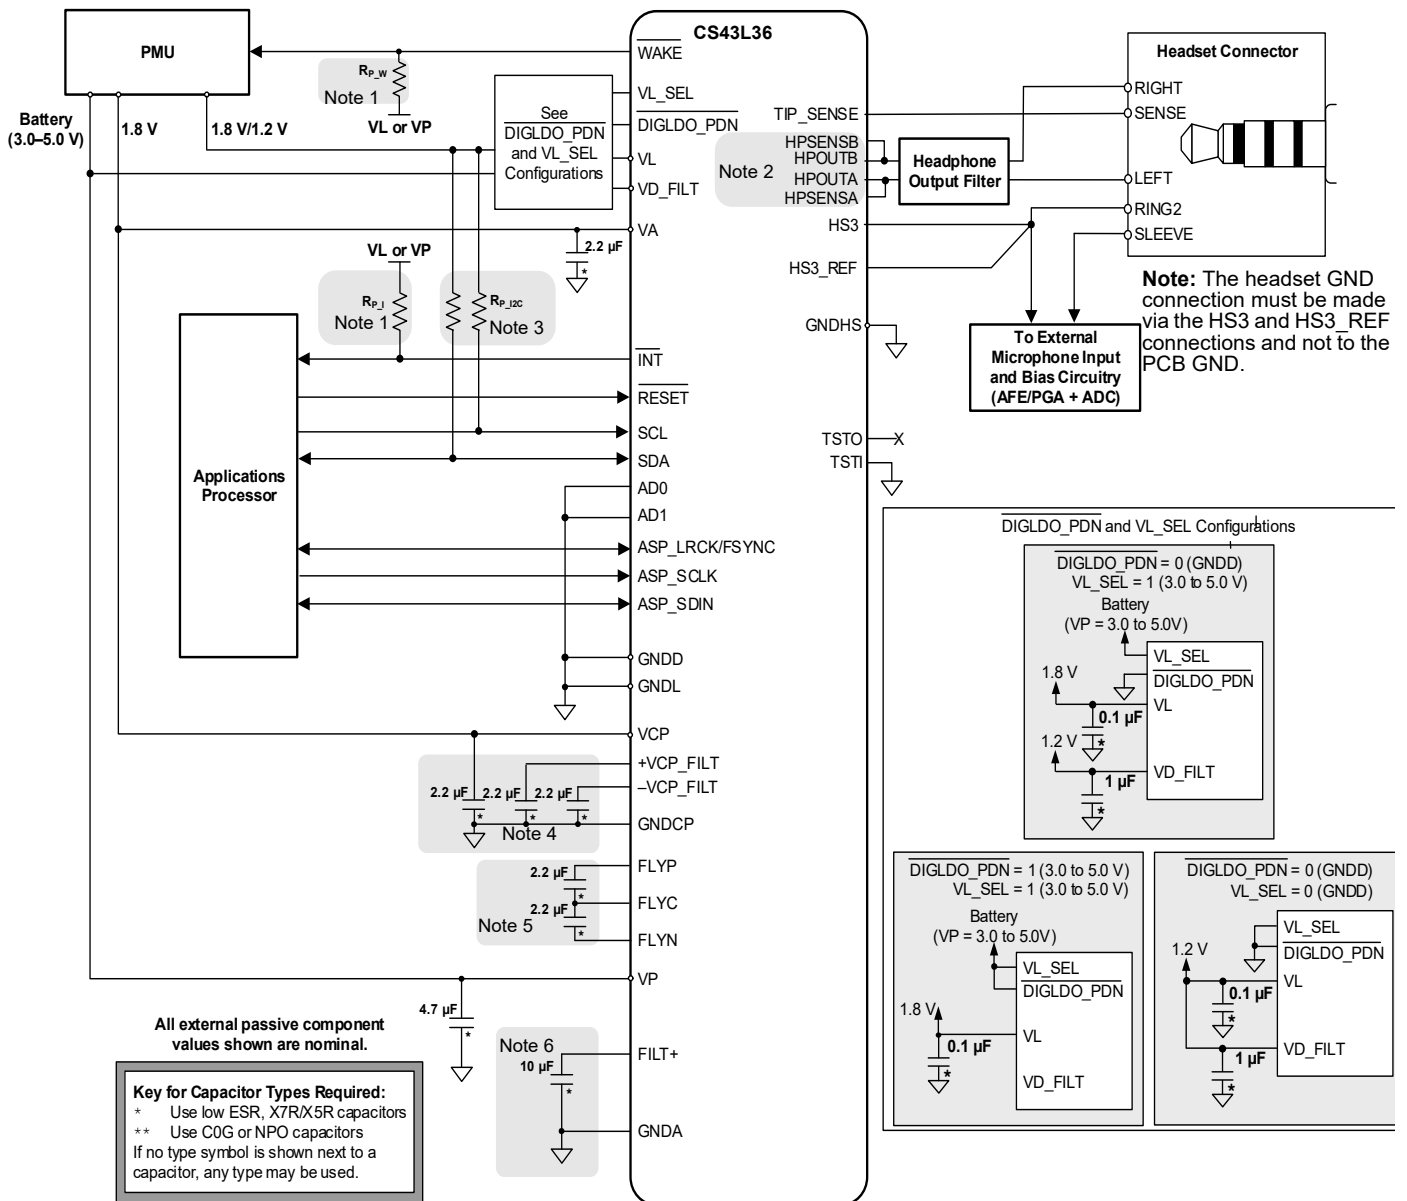 CS43L36
PMU
Battery
(3.0–5.0 V)
1.8 V
1.8 V/1.2 V
RP_W
Note 1
VL or VP
See
DIGLDO_PDN
and VL_SEL
Configurations
WAKE
VL_SEL
DIGLDO_PDN
VL
VD_FILT
VA
2.2 µF
*
VL or VP
RP_I
Note 1
RP_I2C
Note 3
INT
RESET
SCL
SDA
AD0
AD1
ASP_LRCK/FSYNC
ASP_SCLK
ASP_SDIN
GNDD
GNDL
Applications
Processor
VCP
+VCP_FILT
–VCP_FILT
GNDCP
2.2 µF
*
2.2 µF
*
2.2 µF
*
Note 4
FLYP
FLYC
FLYN
2.2 µF
*
2.2 µF
*
Note 5
VP
4.7 µF
*
Note 6
10 µF
*
FILT+
GNDA
All external passive component
values shown are nominal.
Key for Capacitor Types Required:
* Use low ESR, X7R/X5R capacitors
** Use C0G or NPO capacitors
If no type symbol is shown next to a
capacitor, any type may be used.
TIP_SENSE
HPSENSB
HPOUTB
HPOUTA
HPSENSA
Note 2
HS3
HS3_REF
GNDHS
TSTO
X
TSTI
Headphone
Output Filter
Headset Connector
RIGHT
SENSE
LEFT
RING2
SLEEVE
To External
Microphone Input
and Bias Circuitry
(AFE/PGA + ADC)
Note: The headset GND
connection must be made
via the HS3 and HS3_REF
connections and not to the
PCB GND.
DIGLDO_PDN and VL_SEL Configurations
DIGLDO_PDN = 0 (GNDD)
VL_SEL = 1 (3.0 to 5.0 V)
Battery
(VP = 3.0 to 5.0V)
VL_SEL
DIGLDO_PDN
1.8 V
VL
0.1 µF
*
1.2 V
VD_FILT
1 µF
*
DIGLDO_PDN = 1 (3.0 to 5.0 V)
VL_SEL = 1 (3.0 to 5.0 V)
Battery
(VP = 3.0 to 5.0V)
VL_SEL
DIGLDO_PDN
1.8 V
VL
0.1 µF
*
VD_FILT
DIGLDO_PDN = 0 (GNDD)
VL_SEL = 0 (GNDD)
VL_SEL
DIGLDO_PDN
1.2 V
VL
0.1 µF
*
VD_FILT
1 µF
*